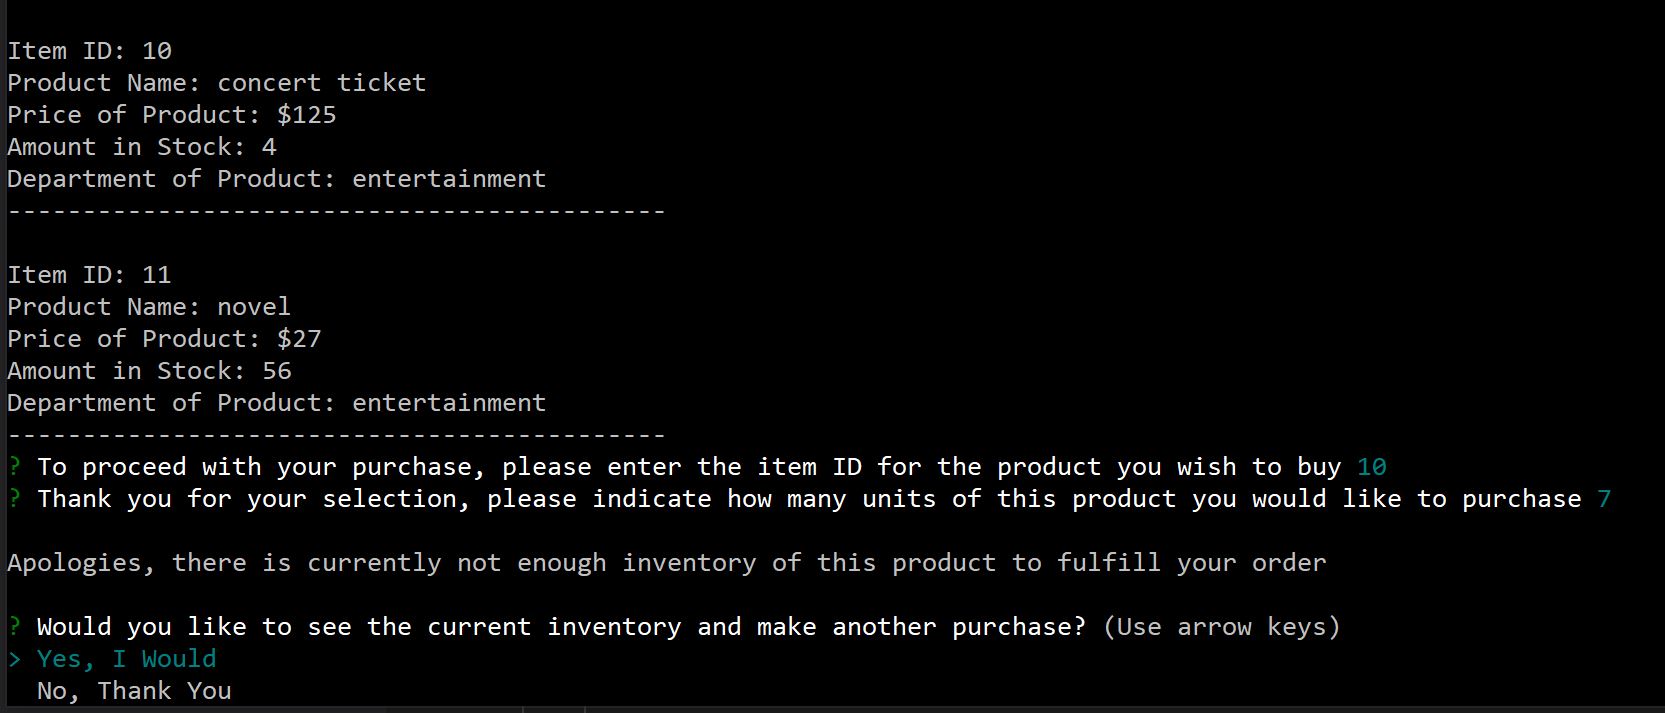 Item ID: 10
Product Name: concert ticket
Price of Product: $125
Amount in Stock: 4
Department of Product: entertainment
--------------------------------------------
Item ID: 11
Product Name: novel
Price of Product: $27
Amount in Stock: 56
Department of Product: entertainment
--------------------------------------------
? To proceed with your purchase, please enter the item ID for the product you wish to buy 10
? Thank you for your selection, please indicate how many units of this product you would like to purchase 7
Apologies, there is currently not enough inventory of this product to fulfill your order
? Would you like to see the current inventory and make another purchase? (Use arrow keys)
> Yes, I Would
No, Thank You